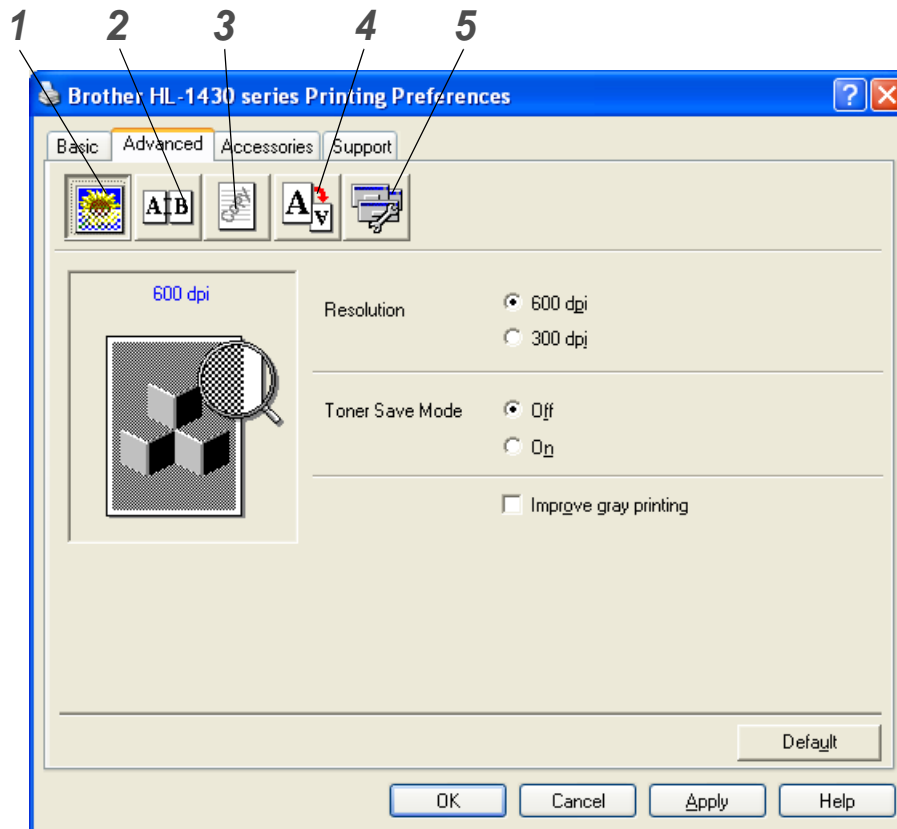 1 2 3 4 5
Brother HL-1430 series Printing Preferences
Basic Advanced Accessories Support
A B COPY A A
600 dpi
Resolution
600 dpi
300 dpi
Toner Save Mode
Off
On
Improve gray printing
Default
OK Cancel Apply Help